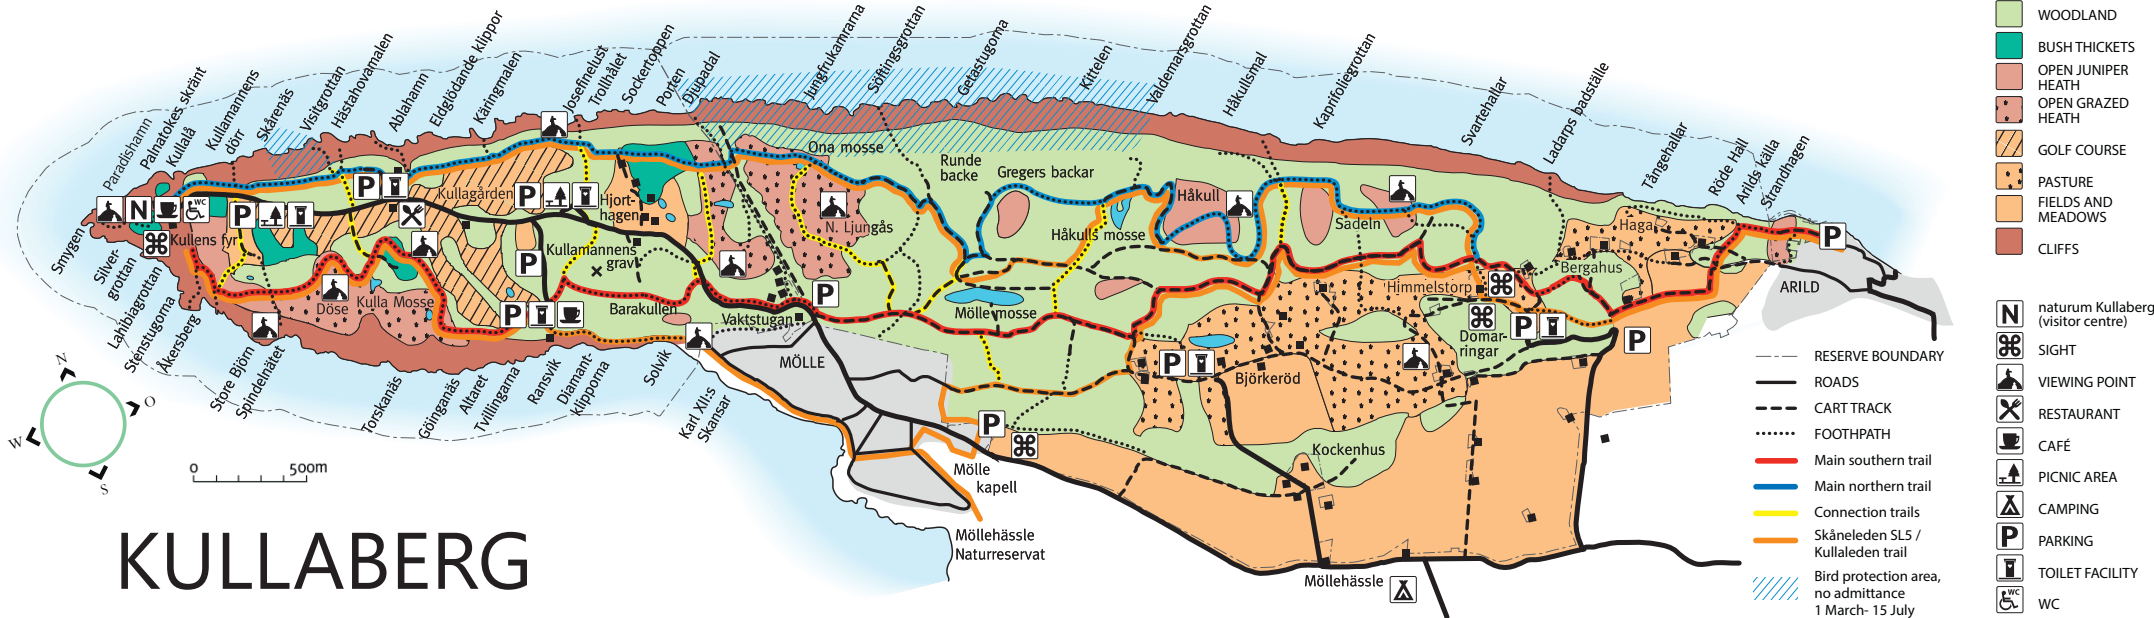 Paradishamn
Palnatokes skränt
Kullalå
Kullamannens
dörr
Skårenäs
Visitgrottan
Hästahovamalen
Ablahamn
Eldglödande klippor
Käringmalen
Josefinelust
Trollhålet
Sockertoppen
Porten
Djupadal
Jungfrukamrarna
Söftingsgrottan
Getastugorna
Kittelen
Valdemarsgrottan
Håkullsmal
Kaprifoliegrottan
Svartehallar
Ladarps badställe
Tångehallar
Röde Hall
Arilds källa
Strandhagen
Smygen
Silver-
grottan
Lahibiagrottan
Stenstugorna
Åkersberg
Store Björn
Spindelnätet
Torskanäs
Göinganäs
Altaret
Tvillingarna
Ransvik
Diamant-
klipporna
Solvik
Karl XII:s
Skansar
Kullens fyr
Kullagården
Hjort-
hagen
Kullamannens
grav
Döse
Kulla Mosse
Barakullen
Vaktstugan
MÖLLE
Ona mosse
N. Ljungås
Runde
backe
Gregers backar
Håkulls mosse
Håkull
Sadeln
Mölle mosse
Himmelstorp
Domar-
ringar
Björkeröd
Kockenhus
Bergahus
Haga
ARILD
Mölle
kapell
Möllehässle
Naturreservat
Möllehässle
N
O
W
S
0 500m
KULLABERG
P
P
P
P
P
P
P
P
P
P
P
N
WC
RESERVE BOUNDARY
ROADS
CART TRACK
FOOTPATH
Main southern trail
Main northern trail
Connection trails
Skåneleden SL5 /
Kullaleden trail
Bird protection area,
no admittance
1 March- 15 July
WOODLAND
BUSH THICKETS
OPEN JUNIPER
HEATH
OPEN GRAZED
HEATH
GOLF COURSE
PASTURE
FIELDS AND
MEADOWS
CLIFFS
N naturum Kullaberg
(visitor centre)
SIGHT
VIEWING POINT
RESTAURANT
CAFÉ
PICNIC AREA
CAMPING
P PARKING
TOILET FACILITY
WC WC